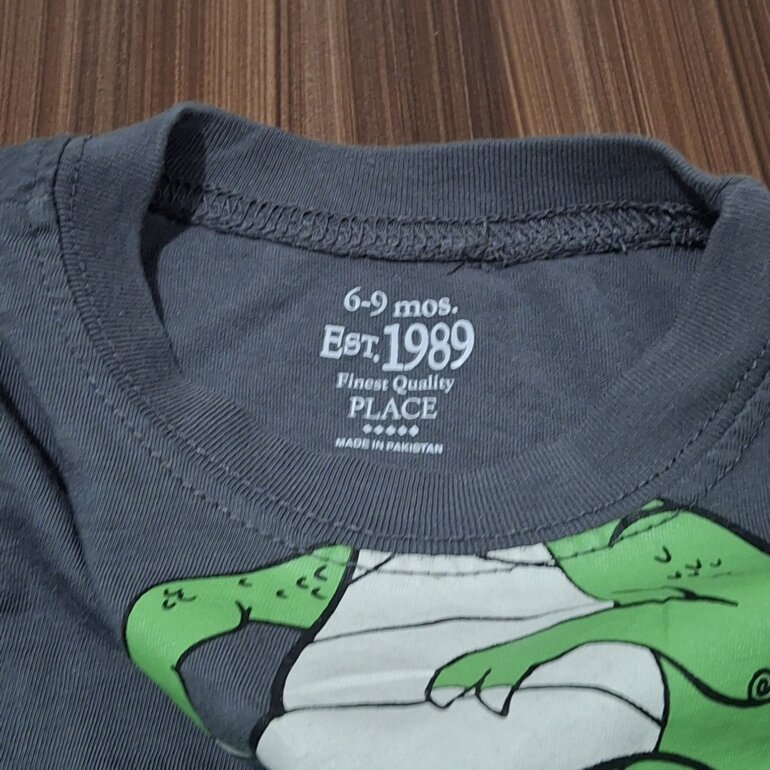 6-9 mos.
EST. 1989
Finest Quality
PLACE
MADE IN PAKISTAN